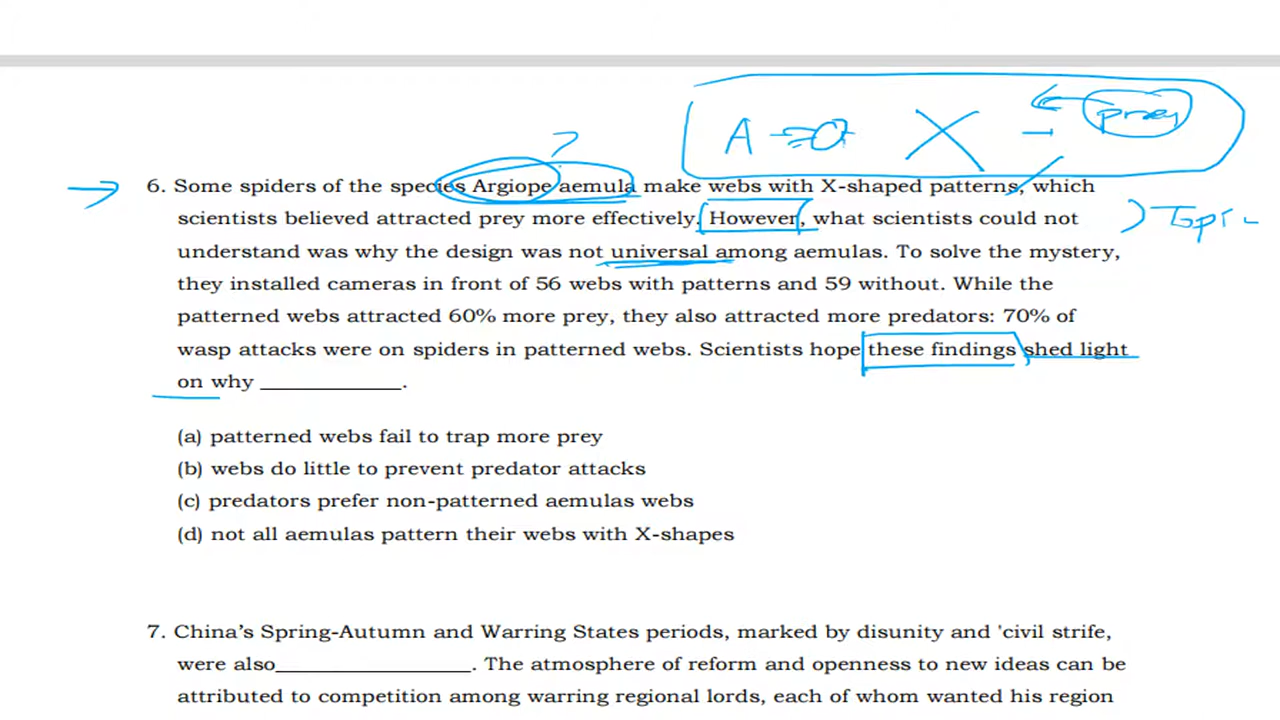 A ⇒ a X → prey
?
6. Some spiders of the species Argiope aemula make webs with X-shaped patterns, which
scientists believed attracted prey more effectively. However, what scientists could not
Topi
understand was why the design was not universal among aemulas. To solve the mystery,
they installed cameras in front of 56 webs with patterns and 59 without. While the
patterned webs attracted 60% more prey, they also attracted more predators: 70% of
wasp attacks were on spiders in patterned webs. Scientists hope these findings shed light
on why ____________.
(a) patterned webs fail to trap more prey
(b) webs do little to prevent predator attacks
(c) predators prefer non-patterned aemulas webs
(d) not all aemulas pattern their webs with X-shapes
7. China's Spring-Autumn and Warring States periods, marked by disunity and 'civil strife,
were also_________________. The atmosphere of reform and openness to new ideas can be
attributed to competition among warring regional lords, each of whom wanted his region